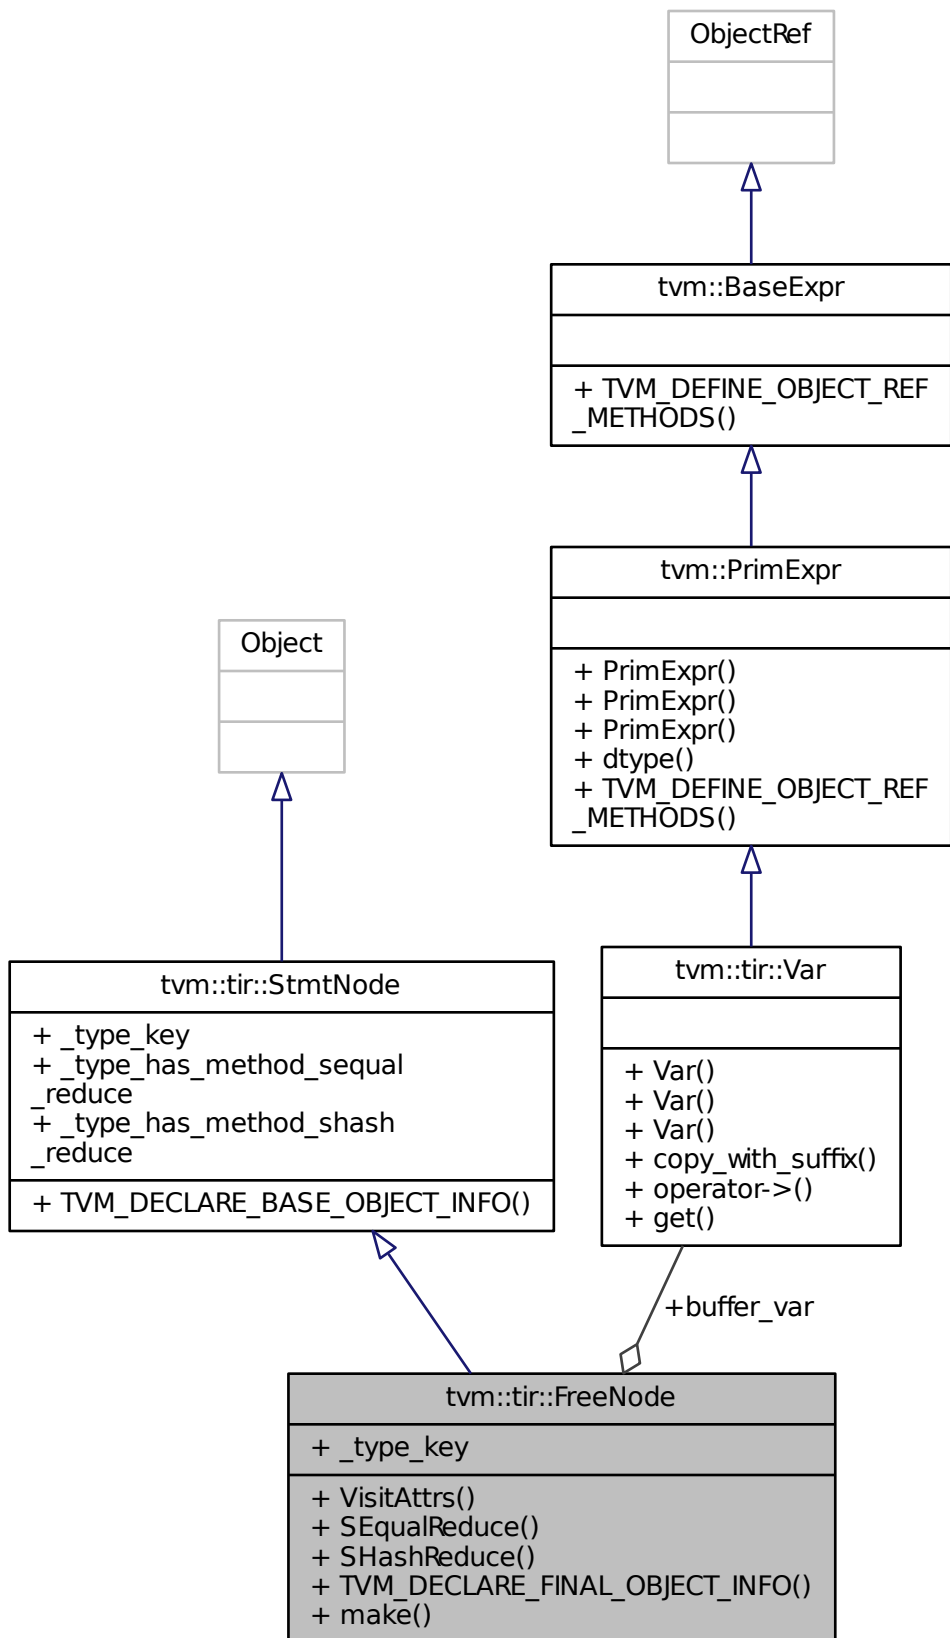 ObjectRef
tvm::BaseExpr
+ TVM_DEFINE_OBJECT_REF
_METHODS()
tvm::PrimExpr
+ PrimExpr()
+ PrimExpr()
+ PrimExpr()
+ dtype()
+ TVM_DEFINE_OBJECT_REF
_METHODS()
Object
tvm::tir::StmtNode
+ _type_key
+ _type_has_method_sequal
_reduce
+ _type_has_method_shash
_reduce
+ TVM_DECLARE_BASE_OBJECT_INFO()
tvm::tir::Var
+ Var()
+ Var()
+ Var()
+ copy_with_suffix()
+ operator->()
+ get()
+buffer_var
tvm::tir::FreeNode
+ _type_key
+ VisitAttrs()
+ SEqualReduce()
+ SHashReduce()
+ TVM_DECLARE_FINAL_OBJECT_INFO()
+ make()